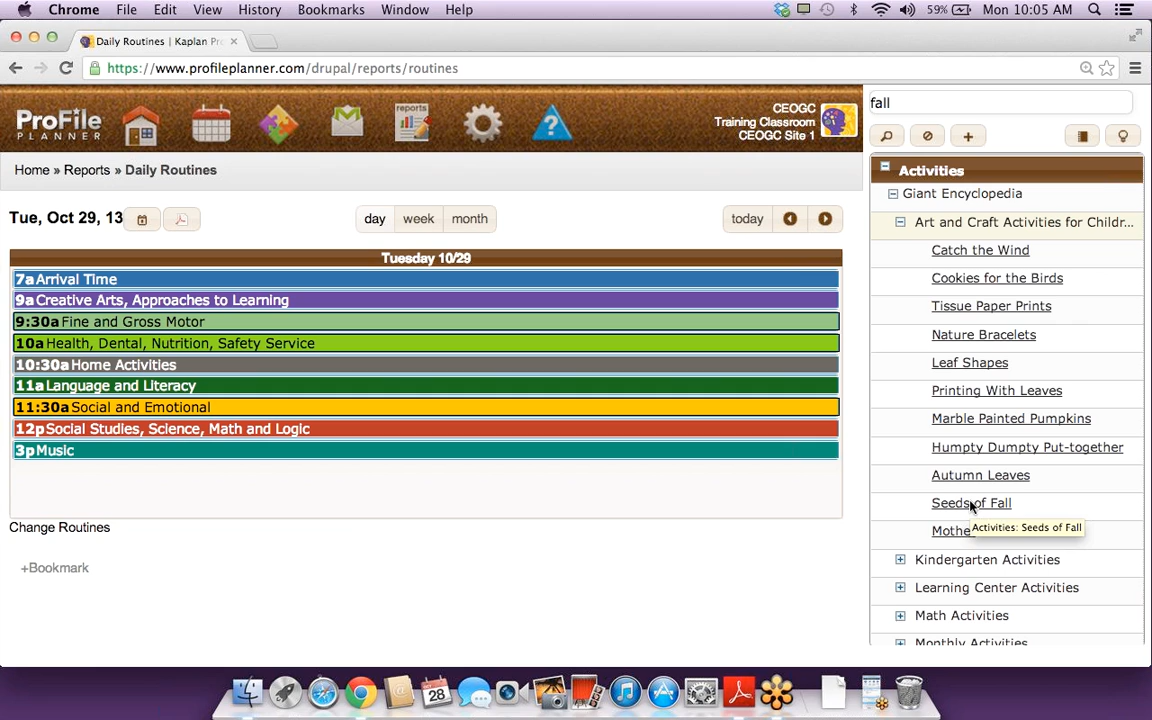 Chrome File Edit View History Bookmarks Window Help 59% Mon 10:05 AM
Daily Routines | Kaplan Pr
https://www.profileplanner.com/drupal/reports/routines
fall
PROFILE PLANNER
reports
CEOGC
Training Classroom
CEOGC Site 1
Home » Reports » Daily Routines
Tue, Oct 29, 13
day week month
today
Tuesday 10/29
7a Arrival Time
9a Creative Arts, Approaches to Learning
9:30a Fine and Gross Motor
10a Health, Dental, Nutrition, Safety Service
10:30a Home Activities
11a Language and Literacy
11:30a Social and Emotional
12p Social Studies, Science, Math and Logic
3p Music
Change Routines
+Bookmark
Activities
Giant Encyclopedia
Art and Craft Activities for Childr...
Catch the Wind
Cookies for the Birds
Tissue Paper Prints
Nature Bracelets
Leaf Shapes
Printing With Leaves
Marble Painted Pumpkins
Humpty Dumpty Put-together
Autumn Leaves
Seeds of Fall
Activities: Seeds of Fall
Mothe
Kindergarten Activities
Learning Center Activities
Math Activities
Monthly Activities
28